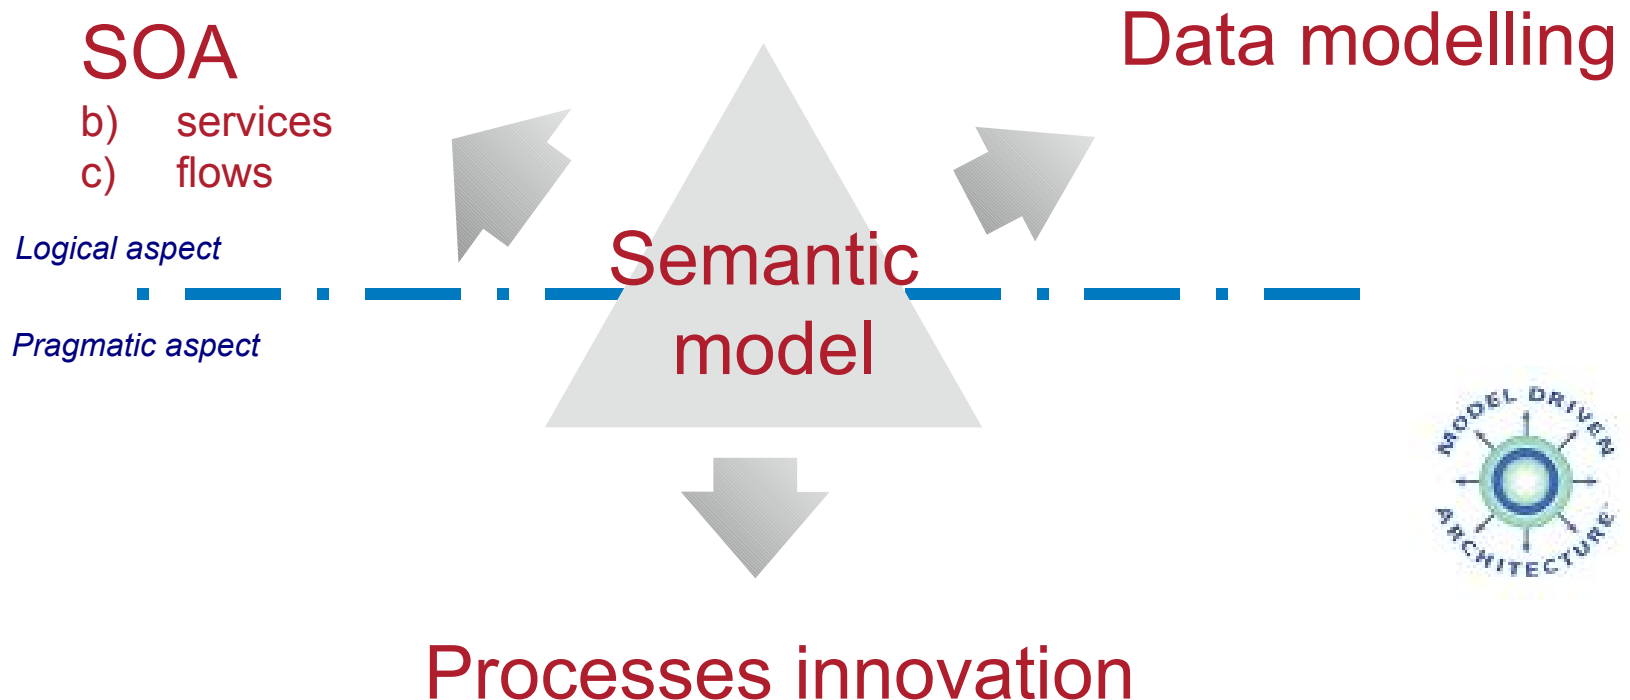 SOA
b) services
c) flows
Data modelling
Logical aspect
Semantic
model
Pragmatic aspect
MODEL DRIVEN
ARCHITECTURE
Processes innovation